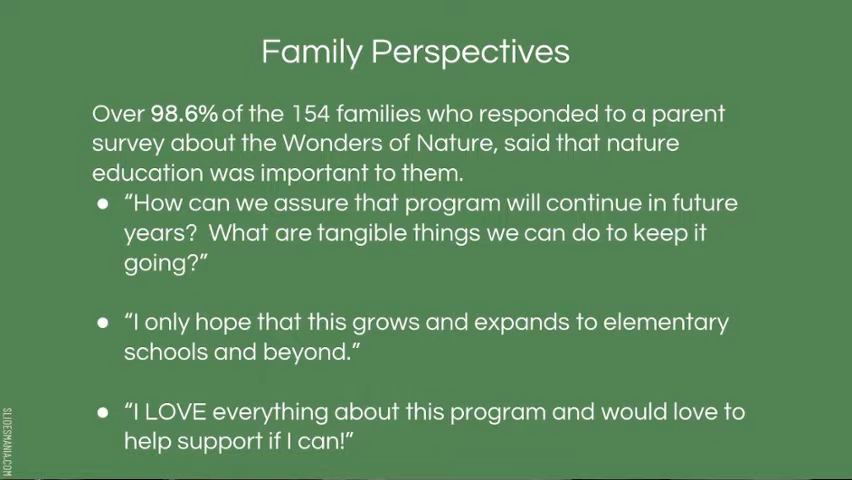 Family Perspectives
Over 98.6% of the 154 families who responded to a parent
survey about the Wonders of Nature, said that nature
education was important to them.
● “How can we assure that program will continue in future
years?  What are tangible things we can do to keep it
going?”
● “I only hope that this grows and expands to elementary
schools and beyond.”
● “I LOVE everything about this program and would love to
help support if I can!”
SLIDESMANIA.COM